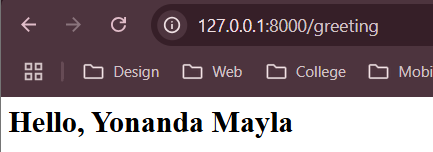 127.0.0.1:8000/greeting
Design Web College Mobi
Hello, Yonanda Mayla